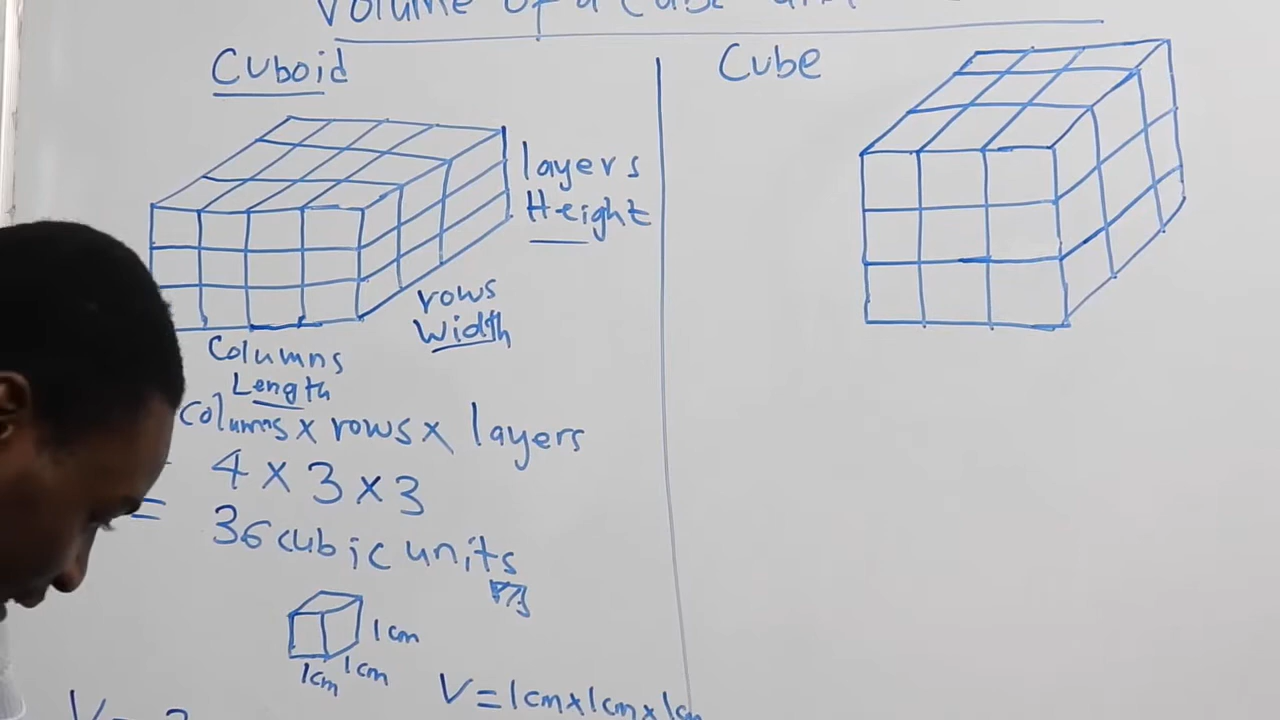 Volume of a Cube and
Cuboid
layers
Height
rows
Width
Columns
Length
Columns x rows x layers
4 x 3 x 3
=
36 cubic units
1cm
1cm
1cm
V = 1cm x 1cm x 1cm
V = 3
Cube